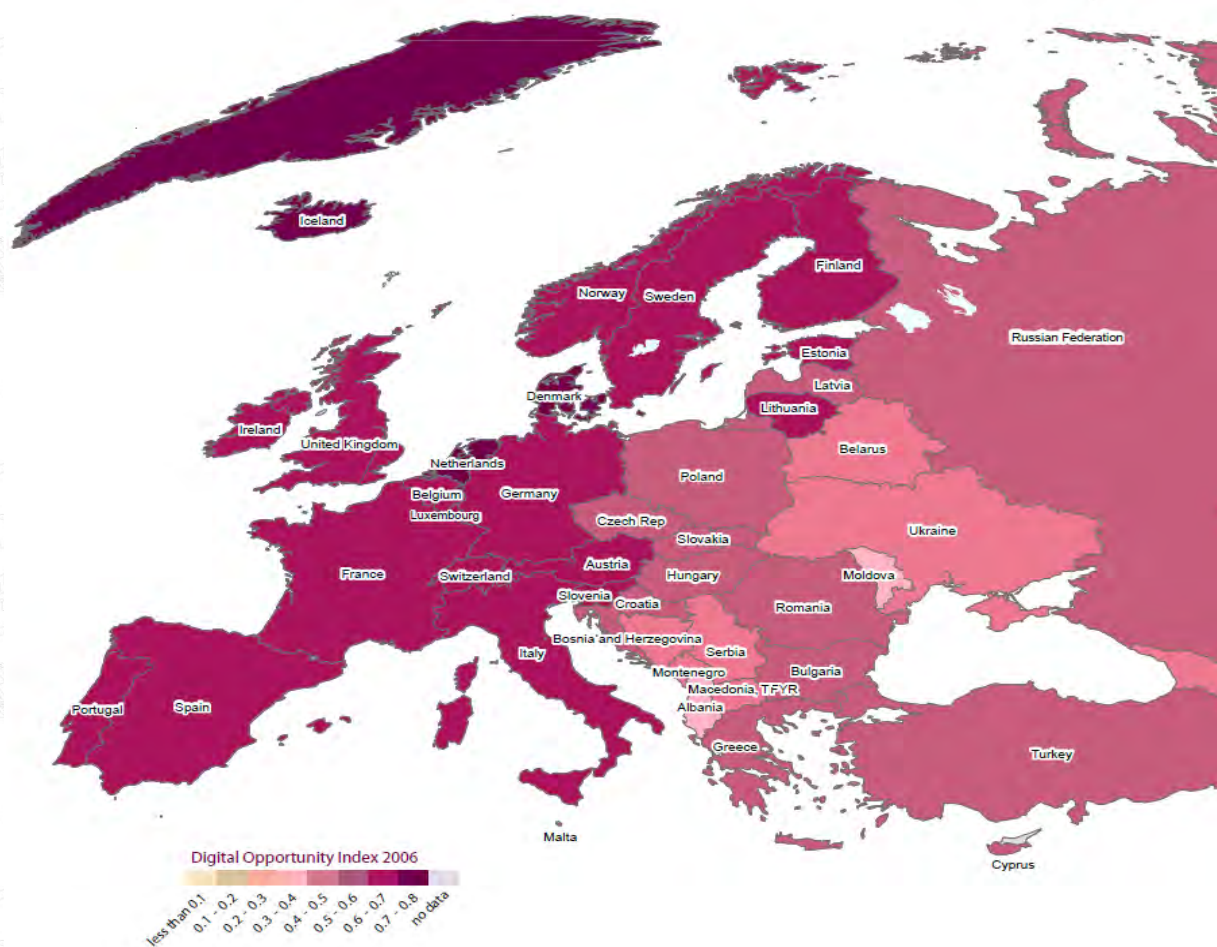 Iceland
Finland
Norway
Sweden
Russian Federation
Estonia
Latvia
Denmark
Lithuania
Ireland
United Kingdom
Belarus
Netherlands
Poland
Belgium
Germany
Luxembourg
Czech Rep
Ukraine
Slovakia
Austria
France
Switzerland
Hungary
Moldova
Slovenia
Croatia
Romania
Bosnia and Herzegovina
Italy
Serbia
Montenegro
Bulgaria
Macedonia, TFYR
Portugal
Spain
Albania
Greece
Turkey
Malta
Cyprus
Digital Opportunity Index 2006
less than 0.1
0.1 - 0.2
0.2 - 0.3
0.3 - 0.4
0.4 - 0.5
0.5 - 0.6
0.6 - 0.7
0.7 - 0.8
no data